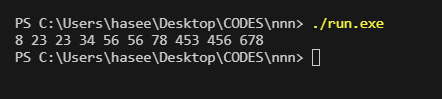 PS C:\Users\hasee\Desktop\CODES\nnn> ./run.exe
8 23 23 34 56 56 78 453 456 678
PS C:\Users\hasee\Desktop\CODES\nnn>